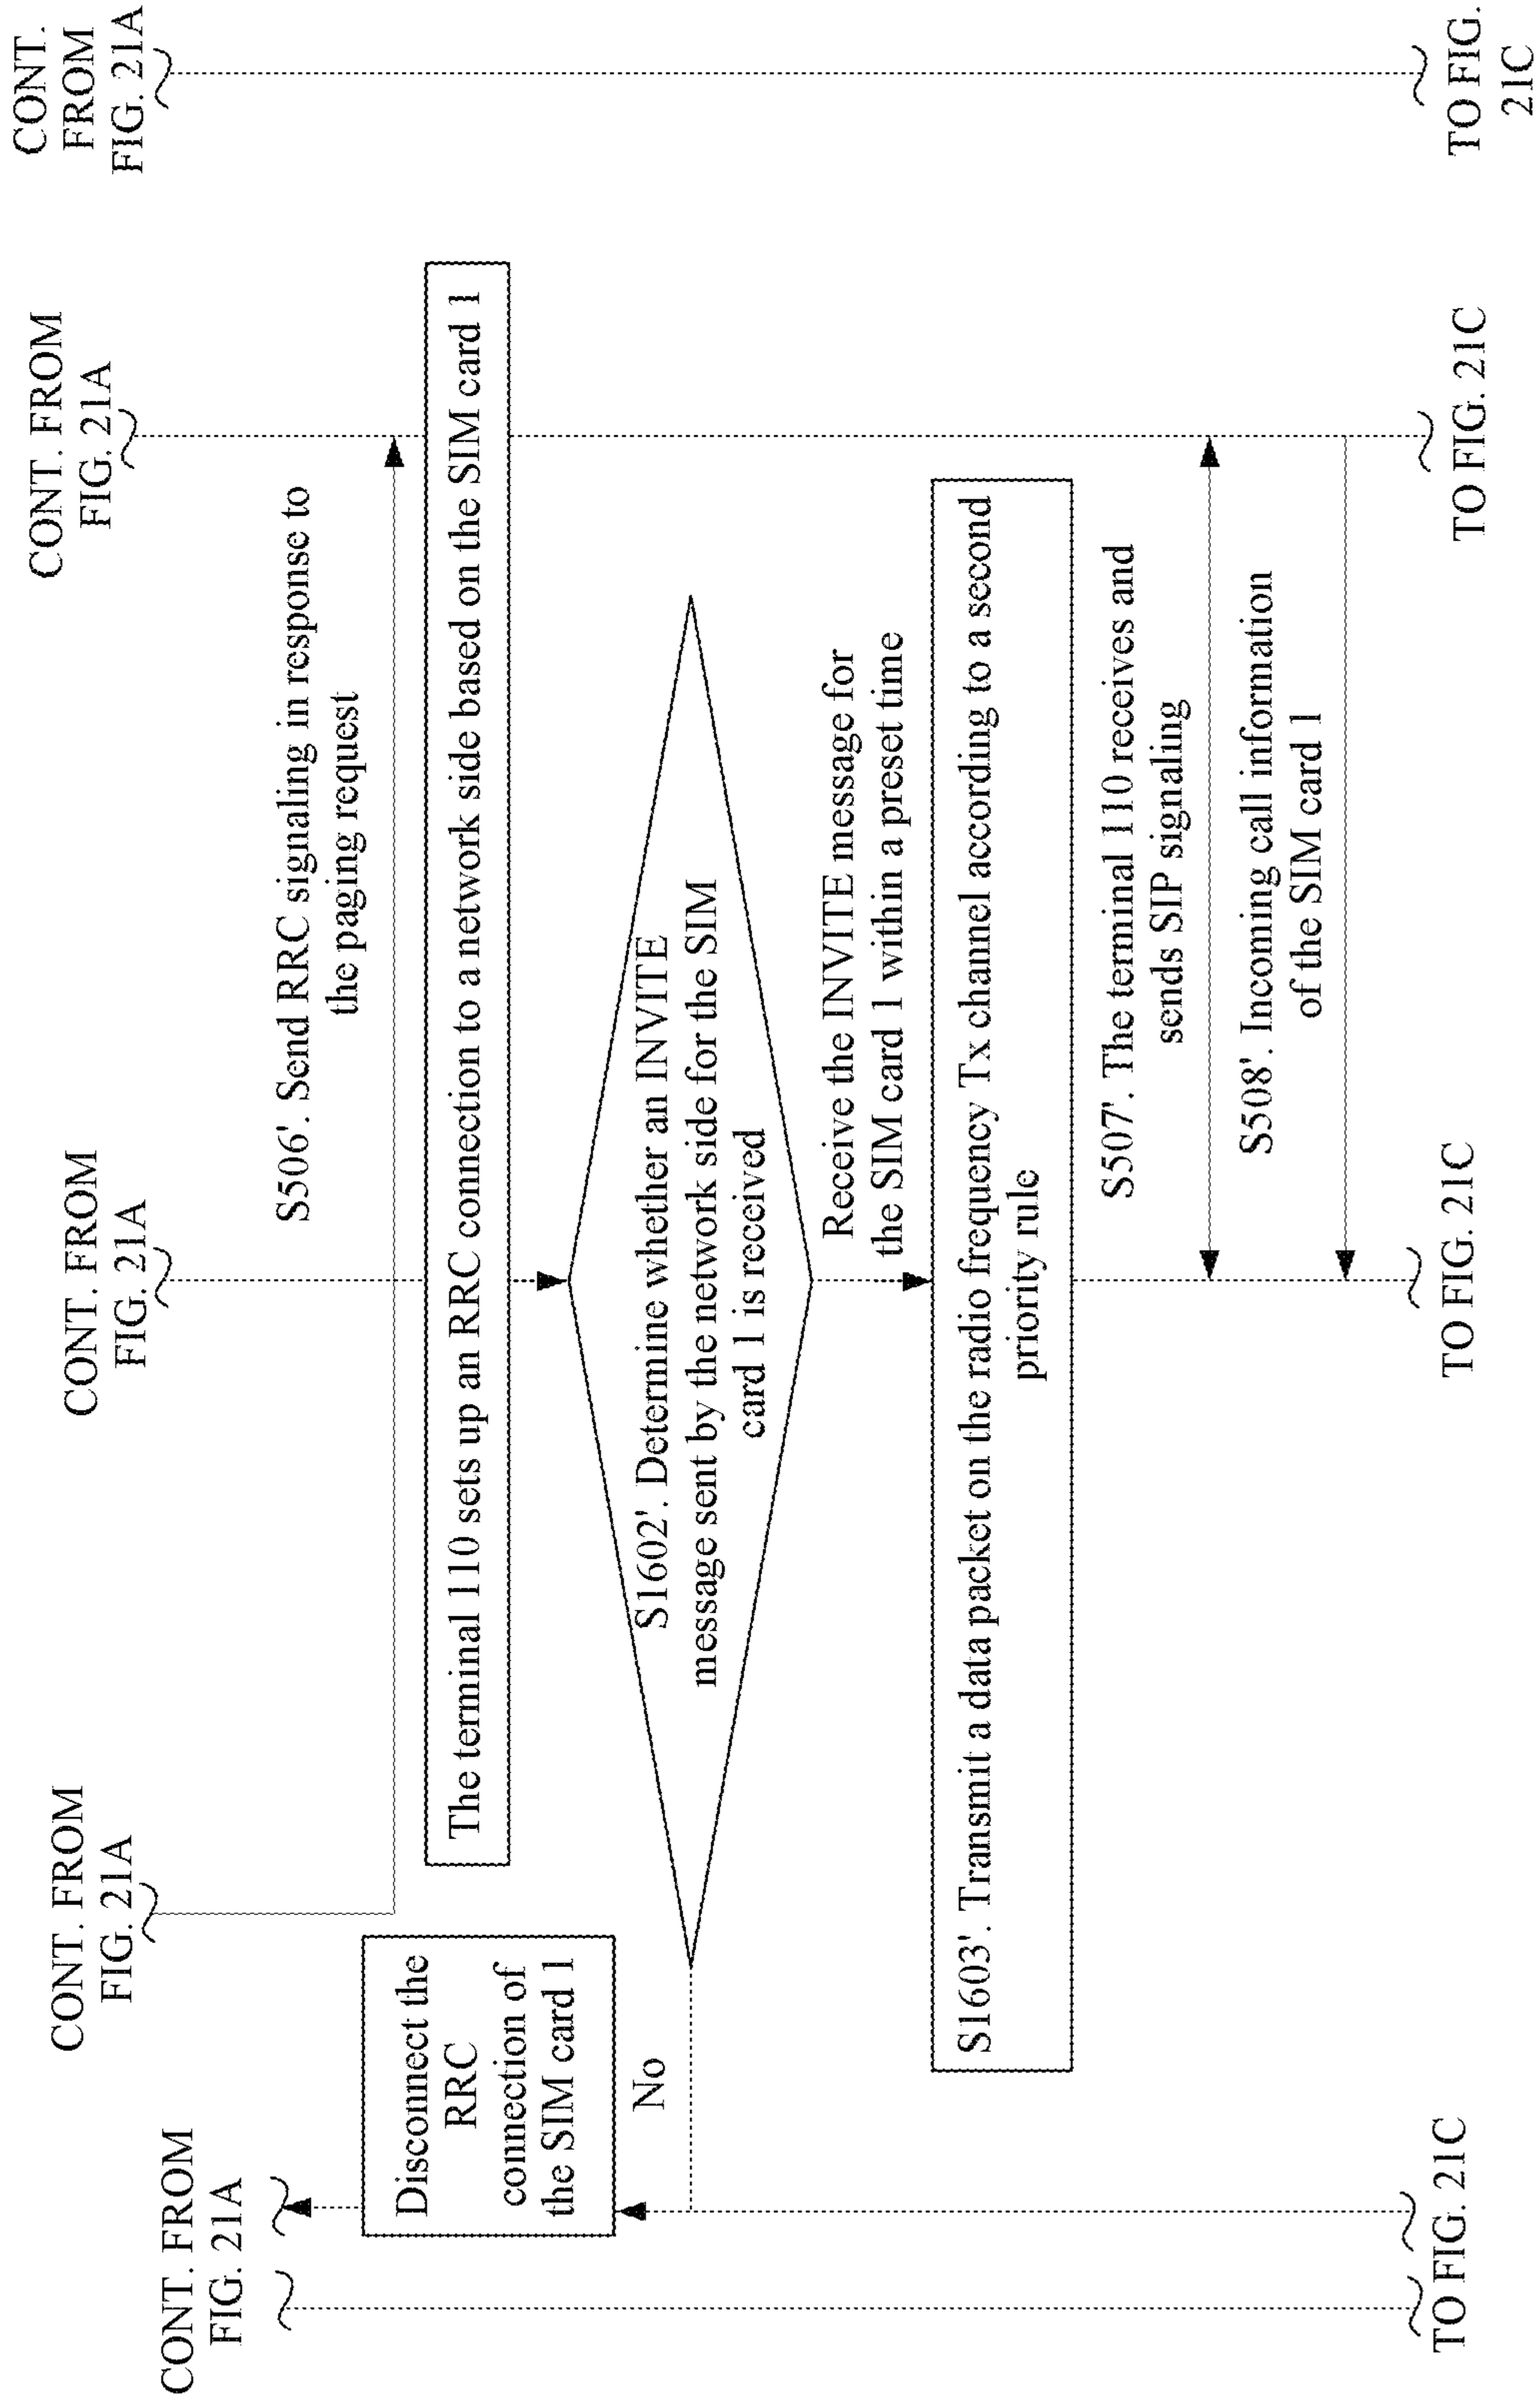 CONT. FROM
FIG. 21A
CONT. FROM
FIG. 21A
CONT. FROM
FIG. 21A
CONT. FROM
FIG. 21A
CONT.
FROM
FIG. 21A
S506'. Send RRC signaling in response to
the paging request
Disconnect the
RRC
connection of
the SIM card 1
The terminal 110 sets up an RRC connection to a network side based on the SIM card 1
No
S1602'. Determine whether an INVITE
message sent by the network side for the SIM
card 1 is received
Receive the INVITE message for
the SIM card 1 within a preset time
S1603'. Transmit a data packet on the radio frequency Tx channel according to a second
priority rule
S507'. The terminal 110 receives and
sends SIP signaling
S508'. Incoming call information
of the SIM card 1
TO FIG. 21C
TO FIG. 21C
TO FIG. 21C
TO FIG.
21C